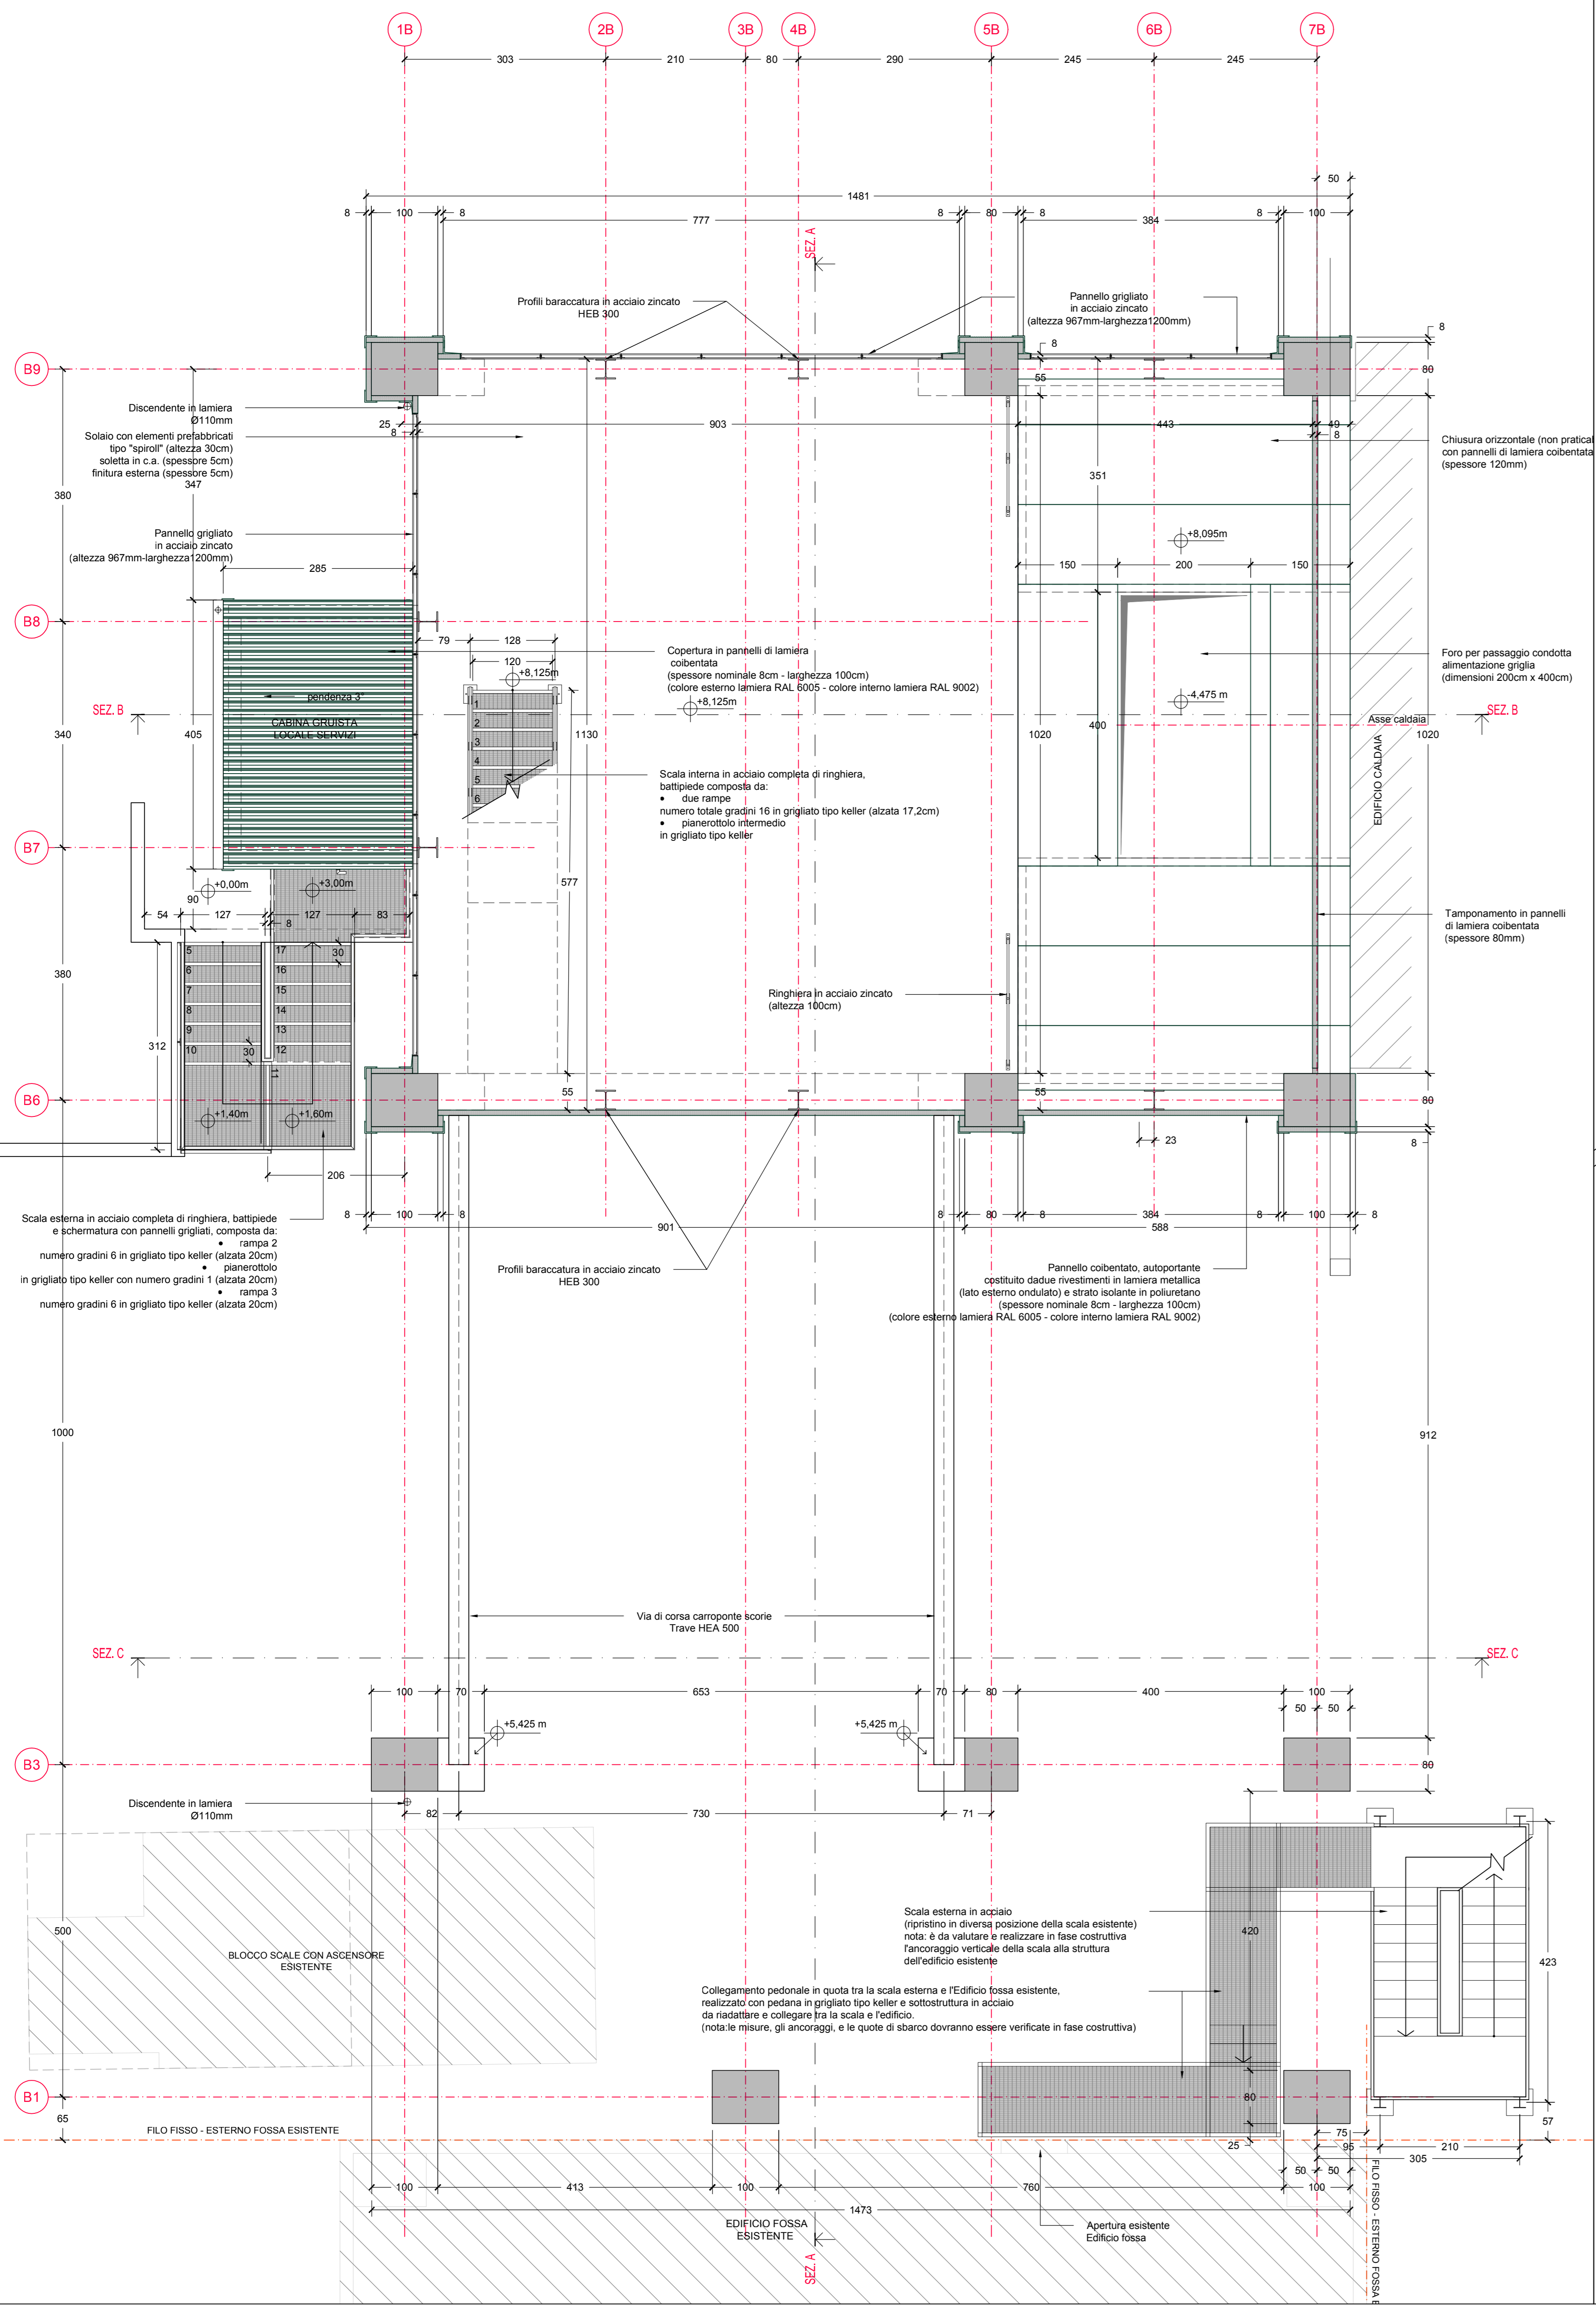 1B
2B
3B
4B
5B
6B
7B
303
210
80
290
245
245
50
1481
8
100
8
777
8
80
8
384
8
100
SEZ. A
Profili baraccatura in acciaio zincato
HEB 300
Pannello grigliato
in acciaio zincato
(altezza 967mm-larghezza1200mm)
8
8
B9
55
80
Discendente in lamiera
Ø110mm
25
8
903
443
49
8
Solaio con elementi prefabbricati
tipo "spiroll" (altezza 30cm)
soletta in c.a. (spessore 5cm)
finitura esterna (spessore 5cm)
347
Chiusura orizzontale (non pratical
con pannelli di lamiera coibentata
(spessore 120mm)
380
351
Pannello grigliato
in acciaio zincato
(altezza 967mm-larghezza1200mm)
+8,095m
285
150
200
150
B8
79
128
120
Copertura in pannelli di lamiera
coibentata
(spessore nominale 8cm - larghezza 100cm)
(colore esterno lamiera RAL 6005 - colore interno lamiera RAL 9002)
Foro per passaggio condotta
alimentazione griglia
(dimensioni 200cm x 400cm)
+8,125m
+8,125m
-4,475 m
pendenza 3°
SEZ. B
SEZ. B
CABINA GRUISTA
LOCALE SERVIZI
Asse caldaia
340
405
1
2
3
4
5
6
1130
1020
400
1020
EDIFICIO CALDAIA
Scala interna in acciaio completa di ringhiera,
battipiede composta da:
• due rampe
numero totale gradini 16 in grigliato tipo keller (alzata 17,2cm)
• pianerottolo intermedio
in grigliato tipo keller
B7
+0,00m
+3,00m
577
90
54
127
8
127
83
Tamponamento in pannelli
di lamiera coibentata
(spessore 80mm)
30
5
6
7
8
9
10
17
16
15
14
13
12
11
30
380
312
Ringhiera in acciaio zincato
(altezza 100cm)
B6
55
55
80
+1,40m
+1,60m
23
8
206
8
100
8
901
8
80
8
384
8
100
8
588
Scala esterna in acciaio completa di ringhiera, battipiede
e schermatura con pannelli grigliati, composta da:
• rampa 2
numero gradini 6 in grigliato tipo keller (alzata 20cm)
• pianerottolo
in grigliato tipo keller con numero gradini 1 (alzata 20cm)
• rampa 3
numero gradini 6 in grigliato tipo keller (alzata 20cm)
Profili baraccatura in acciaio zincato
HEB 300
Pannello coibentato, autoportante
costituito dadue rivestimenti in lamiera metallica
(lato esterno ondulato) e strato isolante in poliuretano
(spessore nominale 8cm - larghezza 100cm)
(colore esterno lamiera RAL 6005 - colore interno lamiera RAL 9002)
1000
912
Via di corsa carroponte scorie
Trave HEA 500
SEZ. C
SEZ. C
100
70
653
70
80
400
100
50
50
+5,425 m
+5,425 m
B3
80
Discendente in lamiera
Ø110mm
82
730
71
500
BLOCCO SCALE CON ASCENSORE
ESISTENTE
Scala esterna in acciaio
(ripristino in diversa posizione della scala esistente)
nota: è da valutare e realizzare in fase costruttiva
l'ancoraggio verticale della scala alla struttura
dell'edificio esistente
420
423
Collegamento pedonale in quota tra la scala esterna e l'Edificio fossa esistente,
realizzato con pedana in grigliato tipo keller e sottostruttura in acciaio
da riadattare e collegare tra la scala e l'edificio.
(nota:le misure, gli ancoraggi, e le quote di sbarco dovranno essere verificate in fase costruttiva)
B1
80
65
57
FILO FISSO - ESTERNO FOSSA ESISTENTE
25
75
95
210
305
50
50
100
413
100
760
100
1473
EDIFICIO FOSSA
ESISTENTE
Apertura esistente
Edificio fossa
SEZ. A
FILO FISSO - ESTERNO FOSSA E